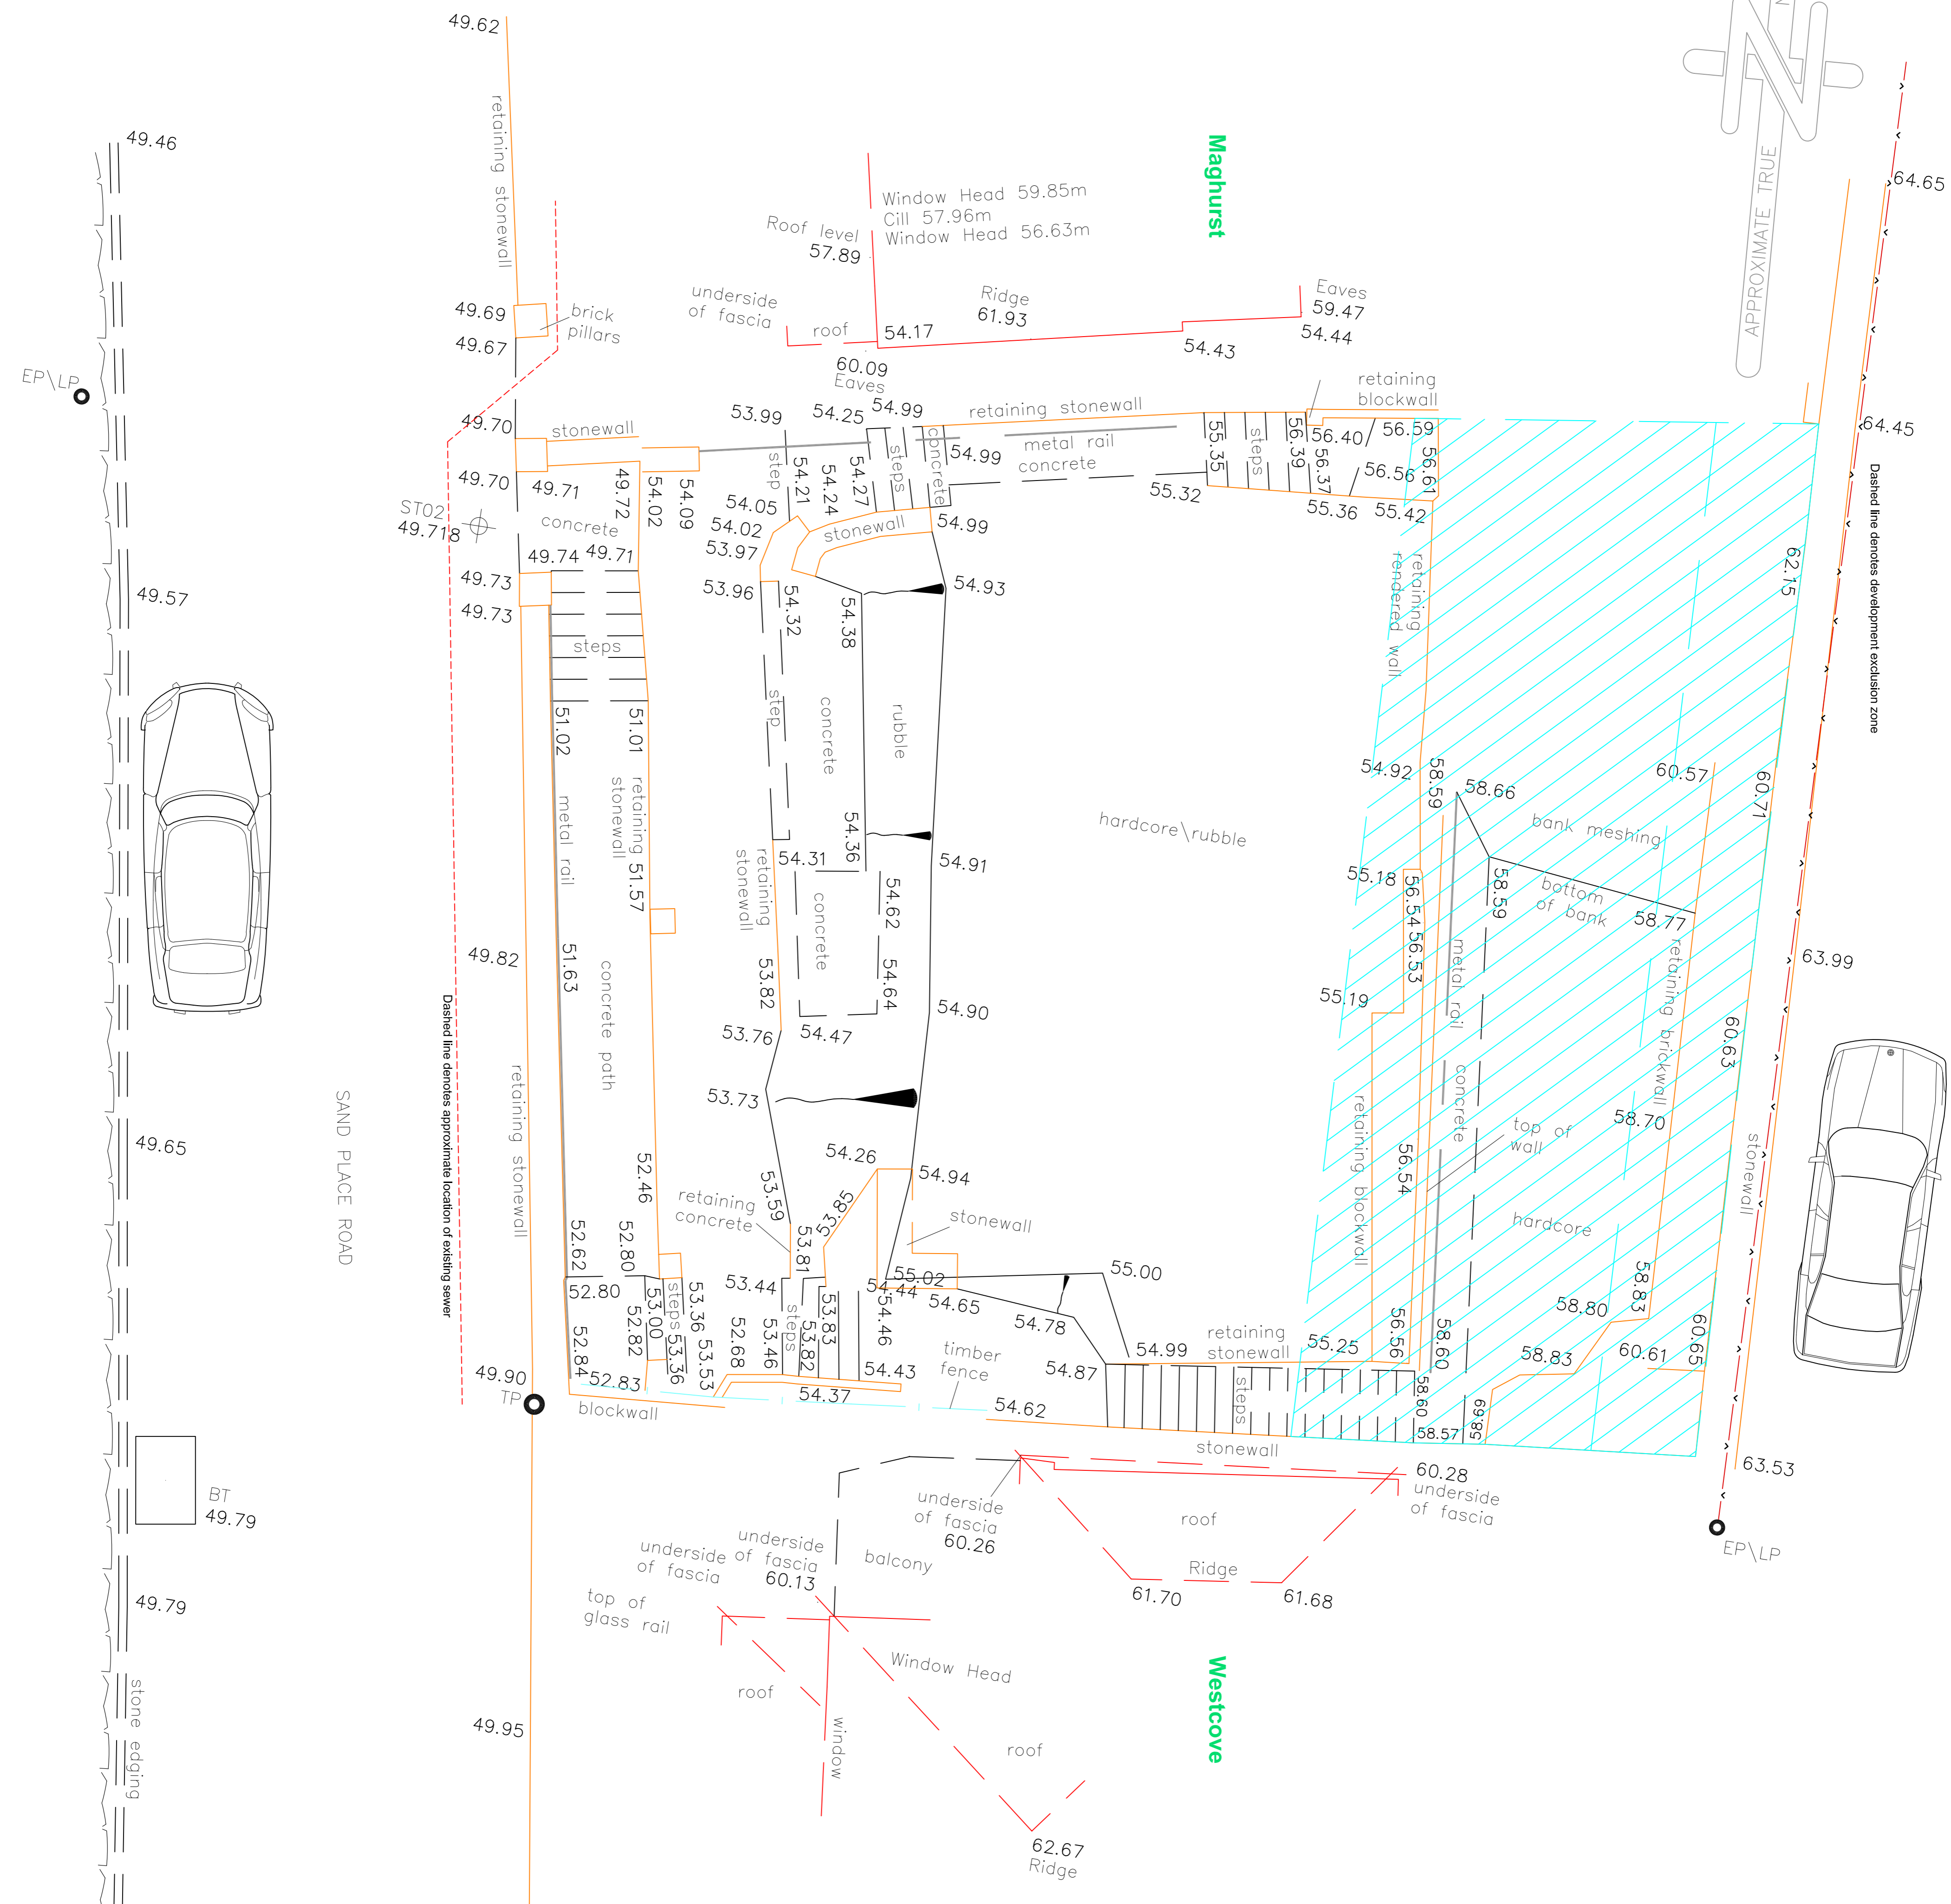 49.62
retaining stonewall
49.46
Maghurst
N
APPROXIMATE TRUE
64.65
Window Head 59.85m
Cill 57.96m
Window Head 56.63m
Roof level
57.89
underside
of fascia
roof
Ridge
61.93
Eaves
59.47
54.44
54.17
54.43
60.09
Eaves
49.69
49.67
brick
pillars
EP\LP
49.70
stonewall
53.99
54.25
54.99
retaining stonewall
retaining
blockwall
64.45
49.70
49.71
49.72
54.02
54.09
step
54.21
54.24
54.27
steps
concrete
54.99
metal rail
concrete
55.35
steps
56.39
56.40
56.37
56.59
56.56
56.61
55.32
55.36
55.42
ST02
49.718
concrete
49.74
49.71
54.05
54.02
53.97
stonewall
54.99
Dashed line denotes development exclusion zone
49.57
49.73
49.73
53.96
54.32
54.38
54.93
retaining
rendered wall
62.15
steps
51.02
51.01
step
concrete
rubble
hardcore\rubble
54.92
58.59
58.66
60.57
60.71
metal rail
retaining
stonewall
51.57
retaining
stonewall
54.31
54.36
54.91
bank meshing
bottom
of bank
58.77
55.18
56.54
56.53
58.59
54.62
concrete
54.64
49.82
51.63
concrete path
53.82
53.76
54.47
54.90
55.19
metal rail
retaining brickwall
63.99
60.63
Dashed line denotes approximate location of existing sewer
retaining stonewall
SAND PLACE ROAD
49.65
53.73
concrete
retaining blockwall
top of
wall
58.70
stonewall
52.46
53.59
54.26
54.94
53.85
retaining
concrete
stonewall
56.54
hardcore
52.62
52.80
53.81
53.44
55.02
54.44
54.65
55.00
52.80
53.00
steps
53.36
53.36
53.53
52.82
52.84
52.83
52.68
53.46
steps
53.82
53.83
54.46
54.43
54.37
54.78
54.87
54.99
retaining
stonewall
55.25
56.56
58.60
58.80
58.83
58.83
60.61
60.65
49.90
TP
blockwall
timber
fence
54.62
steps
58.60
58.57
58.69
stonewall
63.53
EP\LP
BT
49.79
underside
of fascia
60.26
60.28
underside
of fascia
roof
Ridge
61.70
61.68
balcony
underside
of fascia
60.13
underside
of fascia
top of
glass rail
49.79
stone edging
49.95
roof
window
Window Head
roof
Westcove
62.67
Ridge